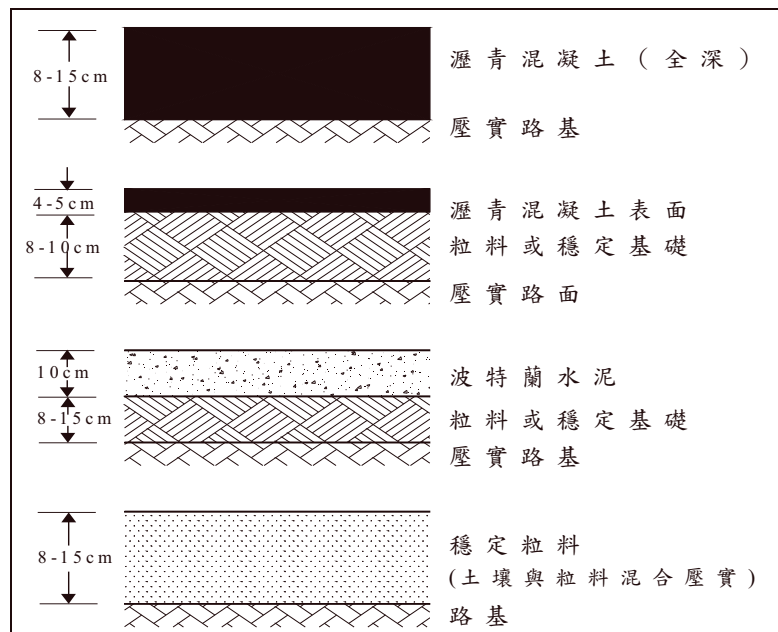 8-15cm
瀝青混凝土(全深)
壓實路基
4-5cm
瀝青混凝土表面
8-10cm
粒料或穩定基礎
壓實路面
10cm
波特蘭水泥
8-15cm
粒料或穩定基礎
壓實路基
8-15cm
穩定粒料
(土壤與粒料混合壓實)
路基